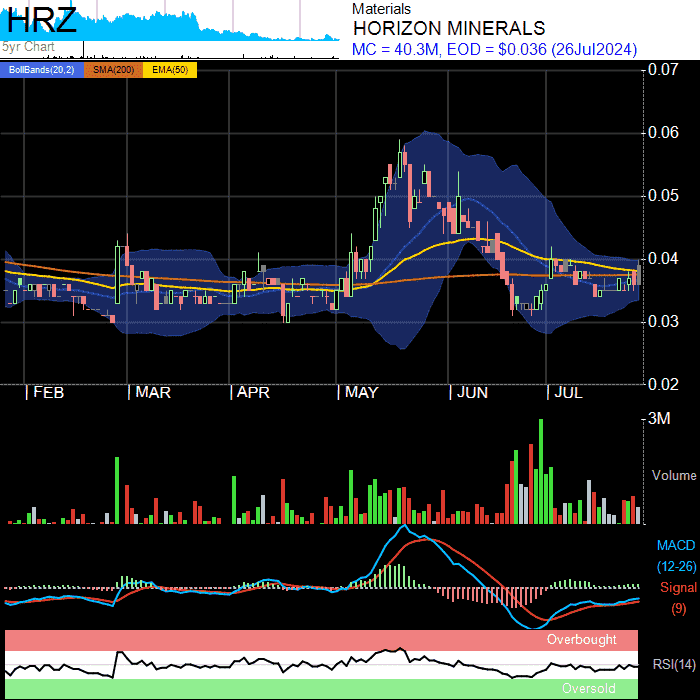 HRZ
5yr Chart
Materials
HORIZON MINERALS
MC = 40.3M, EOD = $0.036 (26Jul2024)
BollBands(20,2) SMA(200) EMA(50)
0.07
0.06
0.05
0.04
0.03
0.02
FEB MAR APR MAY JUN JUL
3M
Volume
MACD
(12-26)
Signal
(9)
Overbought
RSI(14)
Oversold